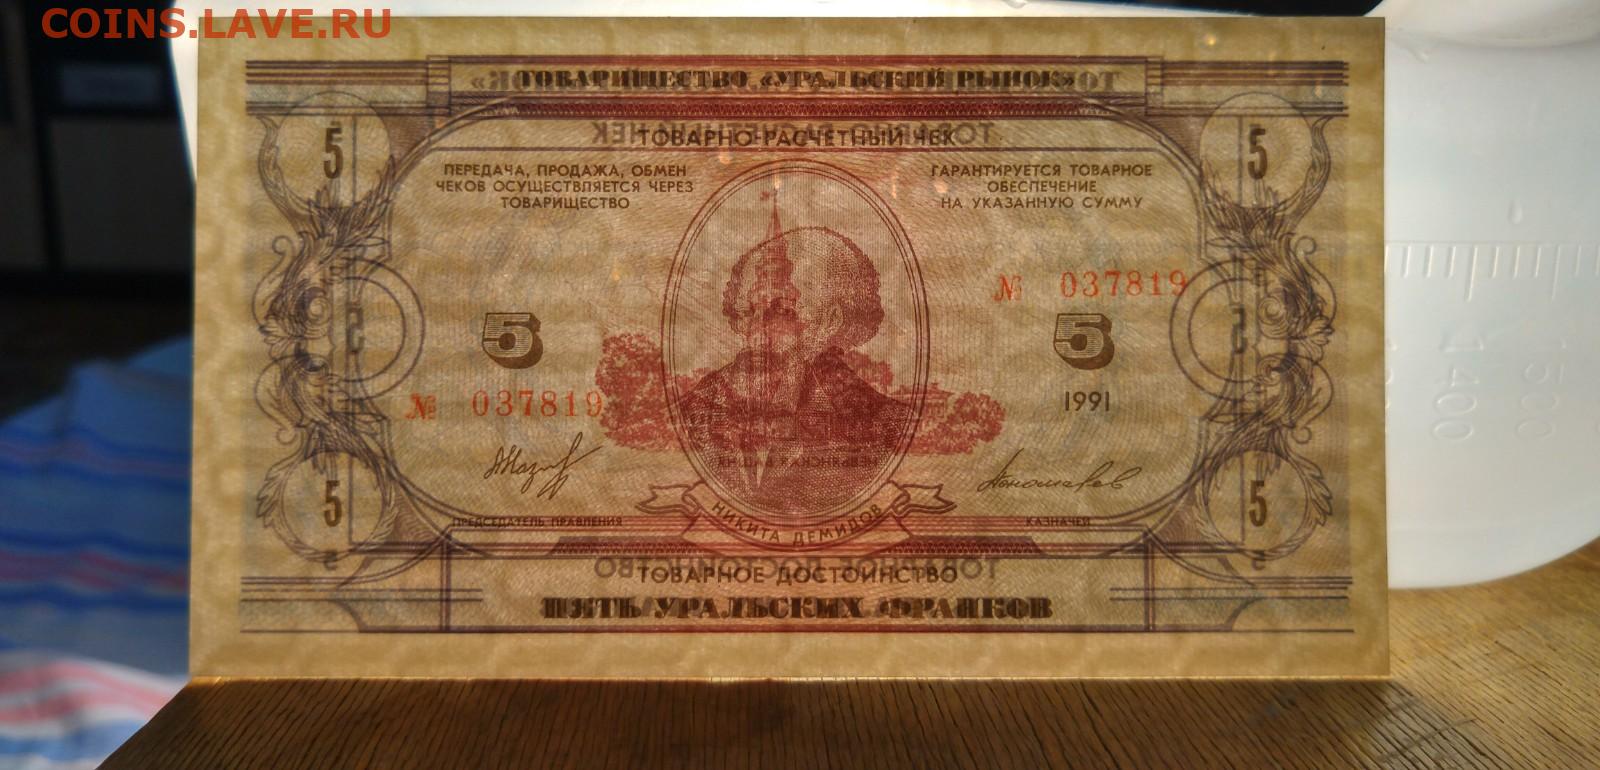 COINS.LAVE.RU
ТОВАРИЩЕСТВО «УРАЛЬСКИЙ РЫНОК»
ТОВАРНО-РАСЧЕТНЫЙ ЧЕК
5
5
ПЕРЕДАЧА, ПРОДАЖА, ОБМЕН
ЧЕКОВ ОСУЩЕСТВЛЯЕТСЯ ЧЕРЕЗ
ТОВАРИЩЕСТВО
ГАРАНТИРУЕТСЯ ТОВАРНОЕ
ОБЕСПЕЧЕНИЕ
НА УКАЗАННУЮ СУММУ
№ 037819
5
5
№ 037819
1991
5
5
ПРЕДСЕДАТЕЛЬ ПРАВЛЕНИЯ
НИКИТА ДЕМИДОВ
КАЗНАЧЕЙ
ТОВАРНОЕ ДОСТОИНСТВО
ПЯТЬ УРАЛЬСКИХ ФРАНКОВ
1400
1500